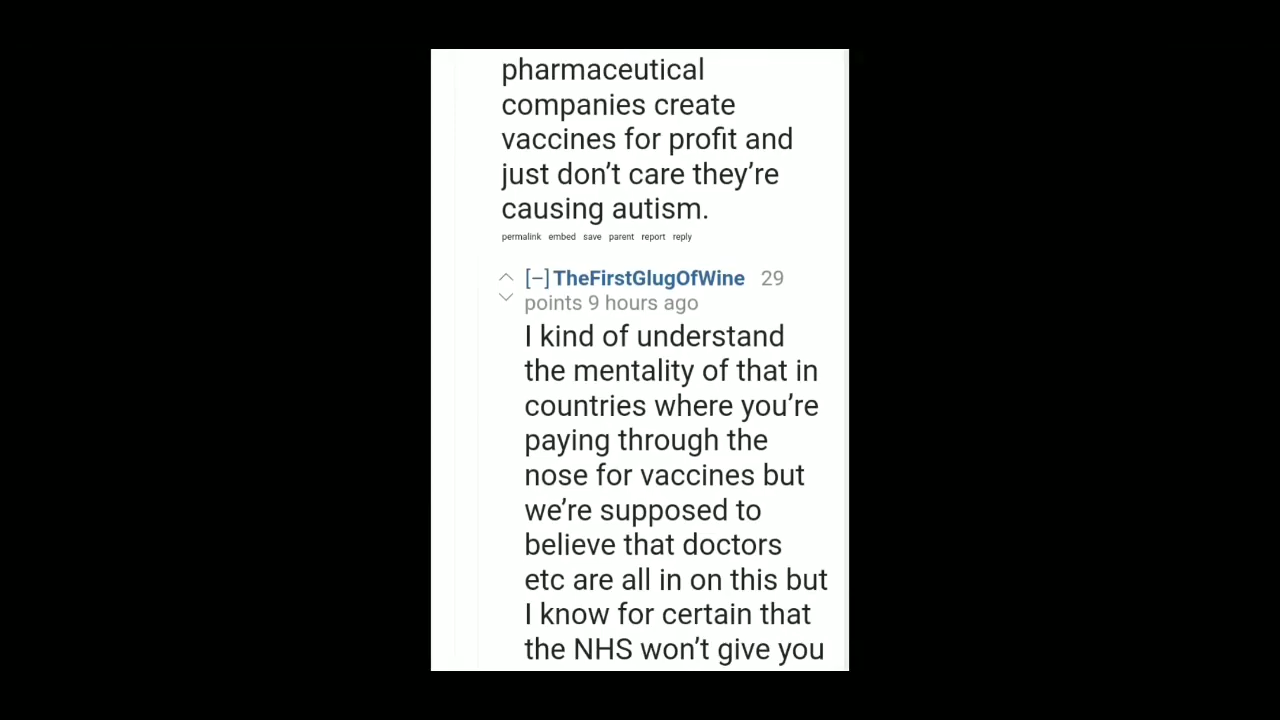 pharmaceutical
companies create
vaccines for profit and
just don’t care they’re
causing autism.
permalink embed save parent report reply
[–] TheFirstGlugOfWine 29
points 9 hours ago
I kind of understand
the mentality of that in
countries where you’re
paying through the
nose for vaccines but
we’re supposed to
believe that doctors
etc are all in on this but
I know for certain that
the NHS won’t give you